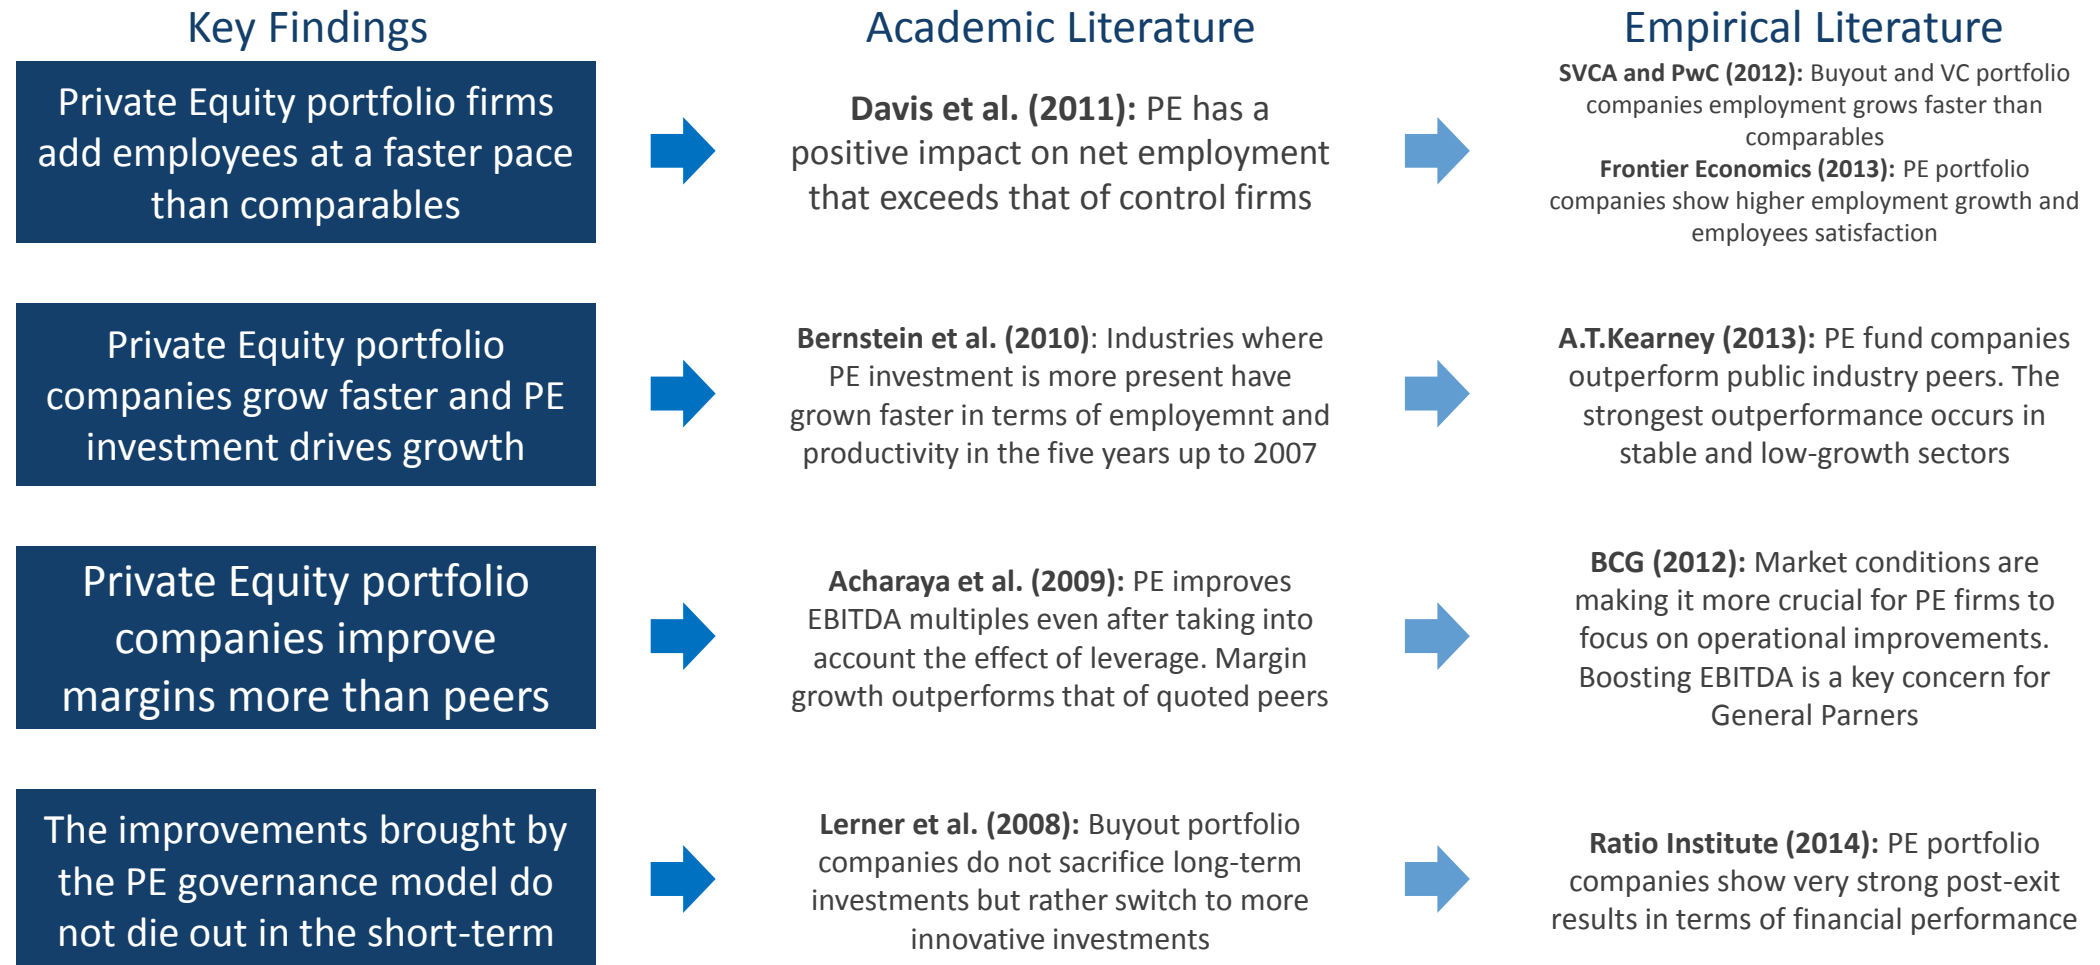 Key Findings
Academic Literature
Empirical Literature
Private Equity portfolio firms
add employees at a faster pace
than comparables
Davis et al. (2011): PE has a
positive impact on net employment
that exceeds that of control firms
SVCA and PwC (2012): Buyout and VC portfolio
companies employment grows faster than
comparables
Frontier Economics (2013): PE portfolio
companies show higher employment growth and
employees satisfaction
Private Equity portfolio
companies grow faster and PE
investment drives growth
Bernstein et al. (2010): Industries where
PE investment is more present have
grown faster in terms of employemnt and
productivity in the five years up to 2007
A.T.Kearney (2013): PE fund companies
outperform public industry peers. The
strongest outperformance occurs in
stable and low-growth sectors
Private Equity portfolio
companies improve
margins more than peers
Acharaya et al. (2009): PE improves
EBITDA multiples even after taking into
account the effect of leverage. Margin
growth outperforms that of quoted peers
BCG (2012): Market conditions are
making it more crucial for PE firms to
focus on operational improvements.
Boosting EBITDA is a key concern for
General Parners
The improvements brought by
the PE governance model do
not die out in the short-term
Lerner et al. (2008): Buyout portfolio
companies do not sacrifice long-term
investments but rather switch to more
innovative investments
Ratio Institute (2014): PE portfolio
companies show very strong post-exit
results in terms of financial performance